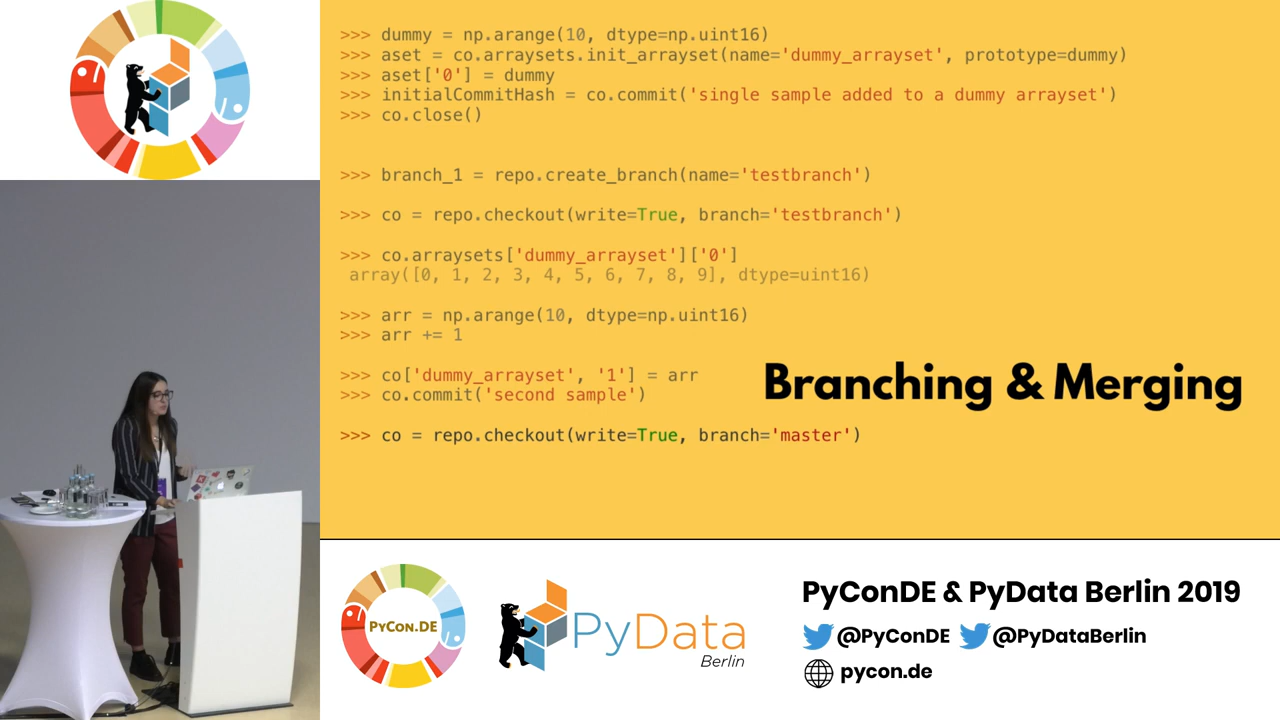 >>> dummy = np.arange(10, dtype=np.uint16)
>>> aset = co.arraysets.init_arrayset(name='dummy_arrayset', prototype=dummy)
>>> aset['0'] = dummy
>>> initialCommitHash = co.commit('single sample added to a dummy arrayset')
>>> co.close()
>>> branch_1 = repo.create_branch(name='testbranch')
>>> co = repo.checkout(write=True, branch='testbranch')
>>> co.arraysets['dummy_arrayset']['0']
array([0, 1, 2, 3, 4, 5, 6, 7, 8, 9], dtype=uint16)
>>> arr = np.arange(10, dtype=np.uint16)
>>> arr += 1
>>> co['dummy_arrayset', '1'] = arr
>>> co.commit('second sample')
Branching & Merging
>>> co = repo.checkout(write=True, branch='master')
PYCON.DE
PyData
Berlin
PyConDE & PyData Berlin 2019
@PyConDE @PyDataBerlin
pycon.de